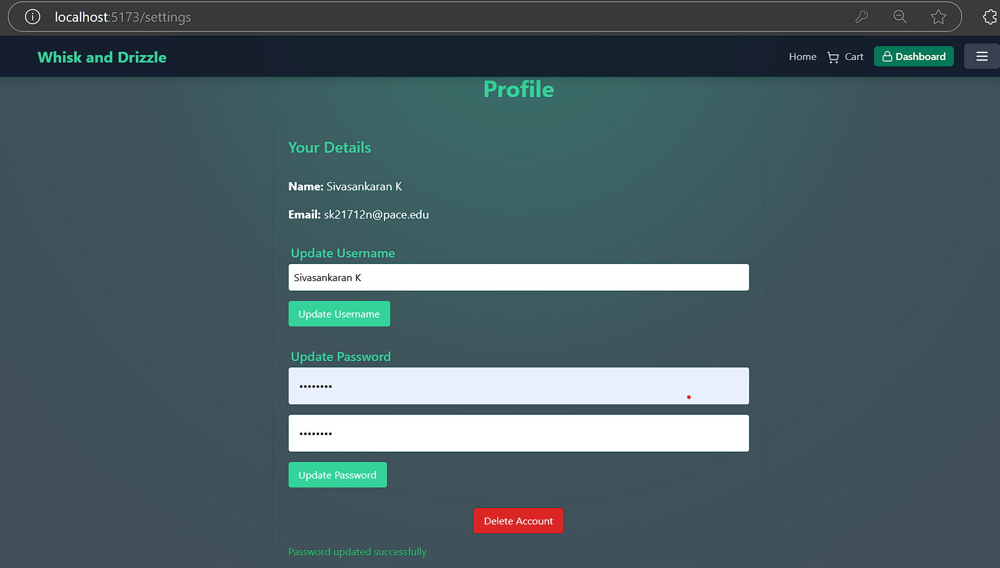 localhost:5173/settings
Whisk and Drizzle
Home Cart Dashboard
Profile
Your Details
Name: Sivasankaran K
Email: sk21712n@pace.edu
Update Username
Sivasankaran K
Update Username
Update Password
••••••••
••••••••
Update Password
Delete Account
Password updated successfully